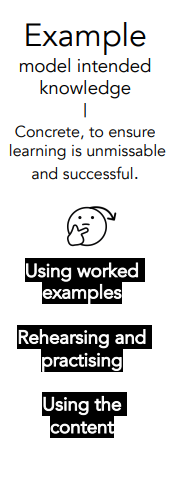 Example
model intended
knowledge
|
Concrete, to ensure
learning is unmissable
and successful.
Using worked
examples
Rehearsing and
practising
Using the
content